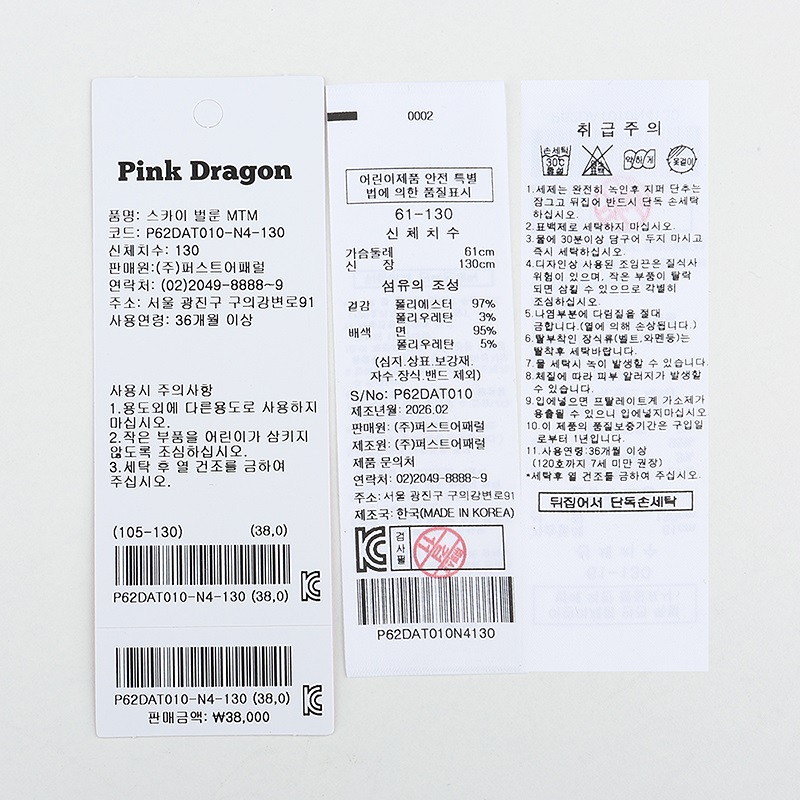 Pink Dragon
품명: 스카이 벌룬 MTM
코드: P62DAT010-N4-130
신체치수: 130
판매원:(주)퍼스트어패럴
연락처: (02)2049-8888~9
주소: 서울 광진구 구의강변로91
사용연령: 36개월 이상
사용시 주의사항
1.용도외에 다른용도로 사용하지
마십시오.
2.작은 부품을 어린이가 삼키지
않도록 조심하십시오.
3.세탁 후 열 건조를 금하여
주십시오.
(105-130) (38,0)
P62DAT010-N4-130 (38,0)
P62DAT010-N4-130 (38,0)
판매금액: ₩38,000
0002
어린이제품 안전 특별
법에 의한 품질표시
61-130
신 체 치 수
가슴둘레 61cm
신 장 130cm
섬유의 조성
겉감 폴리에스터 97%
폴리우레탄 3%
배색 면 95%
폴리우레탄 5%
(심지.상표.보강재.
자수.장식.밴드 제외)
S/No: P62DAT010
제조년월: 2026.02
판매원: (주)퍼스트어패럴
제조원: (주)퍼스트어패럴
제품 문의처
연락처: 02)2049-8888~9
주소: 서울 광진구 구의강변로91
제조국: 한국(MADE IN KOREA)
검사필
P62DAT010N4130
취 급 주 의
손세탁
30℃
중성
염소
표백
약하게
옷걸이
1.세제는 완전히 녹인후 지퍼 단추는
잠그고 뒤집어 반드시 단독 손세탁
하십시오.
2.표백제로 세탁하지 마십시오.
3.물에 30분이상 담구어 두지 마시고
즉시 세탁하십시오.
4.디자인상 사용된 조임끈은 질식사
위험이 있으며, 작은 부품이 탈락
되면 삼킬 수 있으므로 각별히
조심하십시오.
5.나염부분에 다림질을 절대
금합니다.(열에 의해 손상됩니다.)
6.탈부착인 장식류(벨트,와펜등)는
탈착후 세탁바랍니다.
7.물 세탁시 녹이 발생할 수 있습니다.
8.체질에 따라 피부 알러지가 발생할
수 있습니다.
9.입에넣으면 프탈레이트계 가소제가
용출될 수 있으니 입에넣지마십시오.
10.이 제품의 품질보증기간은 구입일
로부터 1년입니다.
11.사용연령:36개월 이상
(120호까지 7세 미만 권장)
*세탁후 열 건조를 금하여 주십시오.
뒤집어서 단독손세탁